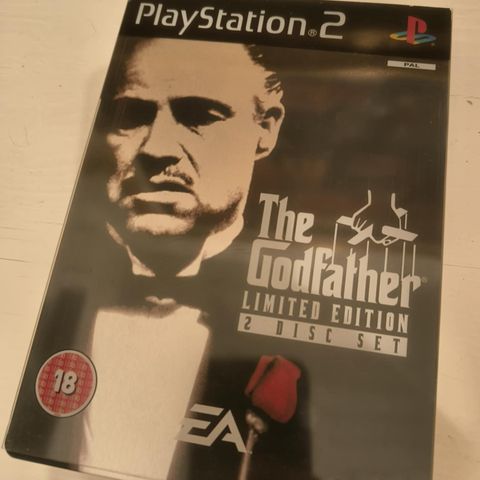 PlayStation®2
PAL
The
Godfather®
LIMITED EDITION
2 DISC SET
18
EA